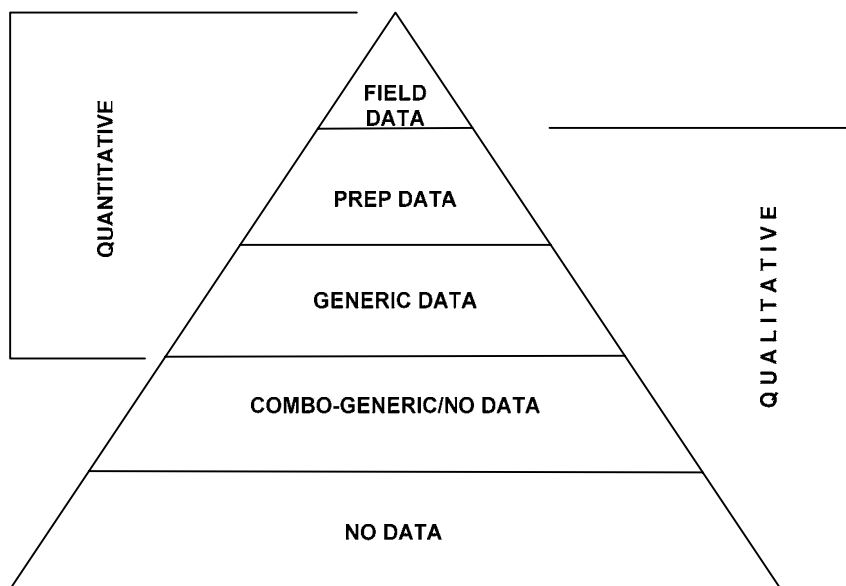 FIELD
DATA
QUANTITATIVE
PREP DATA
GENERIC DATA
QUALITATIVE
COMBO-GENERIC/NO DATA
NO DATA